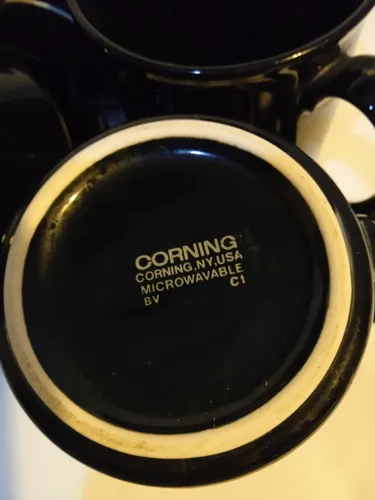 CORNING
CORNING,NY,USA
MICROWAVABLE
BV C1